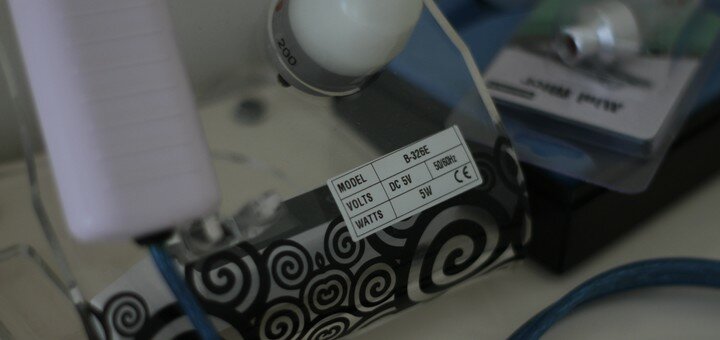 200
MODEL B-326E
VOLTS DC 5V 50/60Hz
WATTS 5W CE